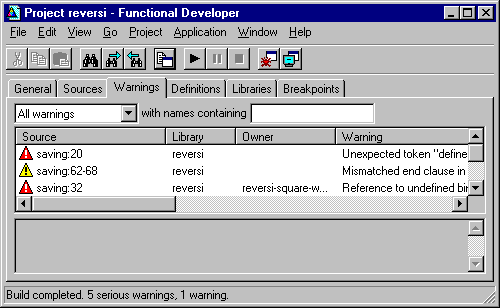 Project reversi - Functional Developer
File Edit View Go Project Application Window Help
General Sources Warnings Definitions Libraries Breakpoints
All warnings with names containing
Source Library Owner Warning
saving:20 reversi Unexpected token "define
saving:62-68 reversi Mismatched end clause in
saving:32 reversi reversi-square-w... Reference to undefined bir
Build completed. 5 serious warnings, 1 warning.